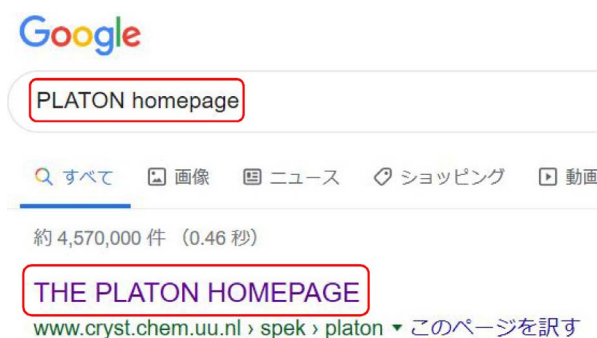 Google
PLATON homepage
すべて 画像 ニュース ショッピング 動画
約 4,570,000 件 （0.46 秒）
THE PLATON HOMEPAGE
www.cryst.chem.uu.nl › spek › platon ▾ このページを訳す